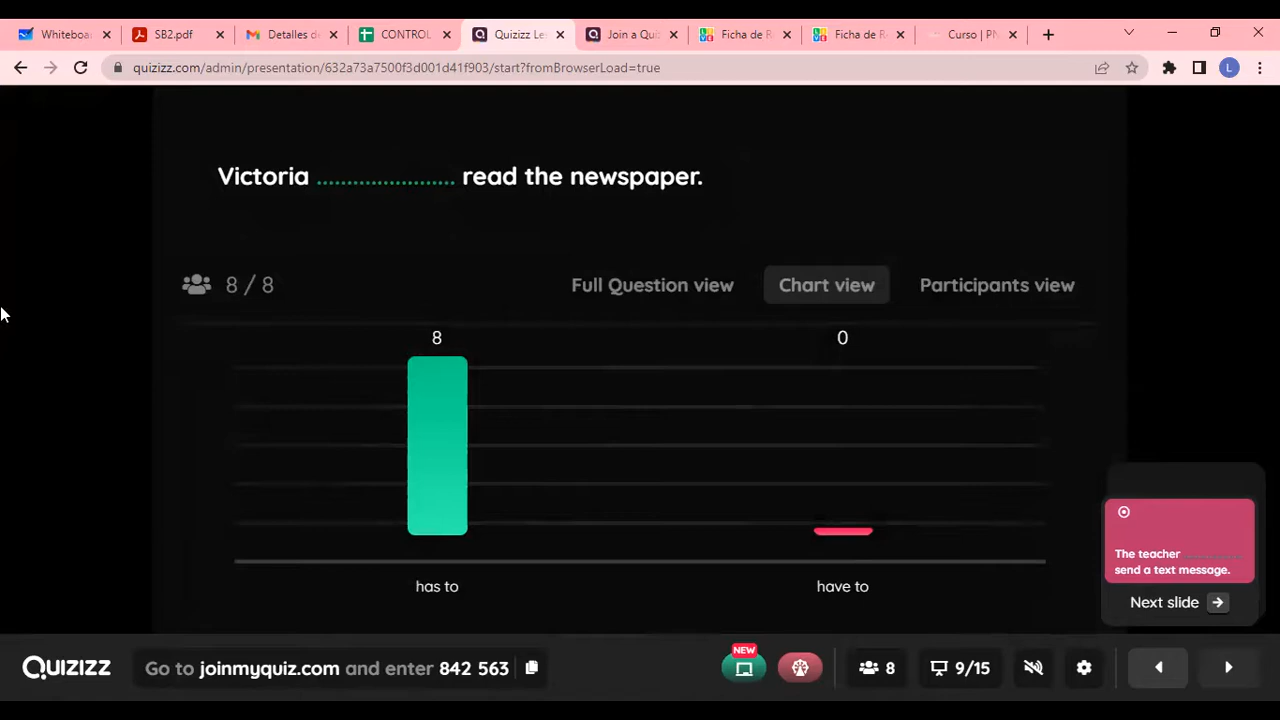 Whiteboa
SB2.pdf
Detalles d
CONTROL
Quizizz Le
Join a Qui
Ficha de R
Ficha de R
Curso | PN
quizizz.com/admin/presentation/632a73a7500f3d001d41f903/start?fromBrowserLoad=true
L
Victoria ...................... read the newspaper.
8 / 8
Full Question view
Chart view
Participants view
8
0
has to
have to
The teacher ............
send a text message.
Next slide
QUIZIZZ
Go to joinmyquiz.com and enter 842 563
NEW
8
9/15